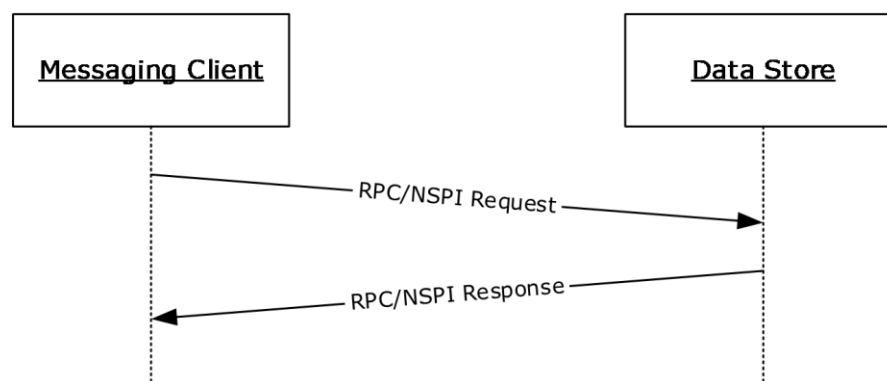 Messaging Client
Data Store
RPC/NSPI Request
RPC/NSPI Response